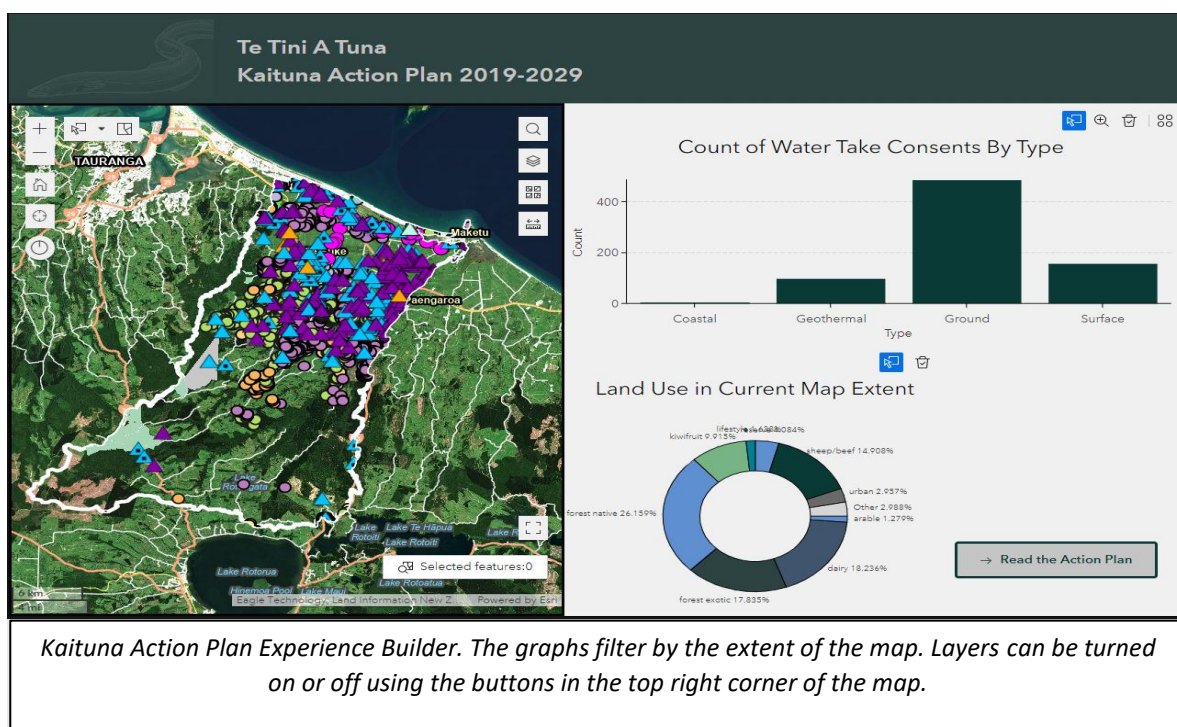 Te Tini A Tuna
Kaituna Action Plan 2019-2029
TAURANGA
Maketu
aengaroa
Lake
Lake
Rotoiti
Lake Te Hāpua
Lake Rotoiti
Lake Rotorua
Hinemoa Pool
Lake Rotoatua
Selected features:0
6 km
4 mi
Eagle Technology, Land Information New Z
Powered by Esri
Count of Water Take Consents By Type
Count
400
200
0
Coastal
Geothermal
Ground
Surface
Type
Land Use in Current Map Extent
kiwifruit 9.915%
sheep/beef 14.908%
urban 2.957%
Other 2.988%
arable 1.279%
forest native 26.159%
dairy 18.236%
forest exotic 17.835%
→ Read the Action Plan
Kaituna Action Plan Experience Builder. The graphs filter by the extent of the map. Layers can be turned
on or off using the buttons in the top right corner of the map.